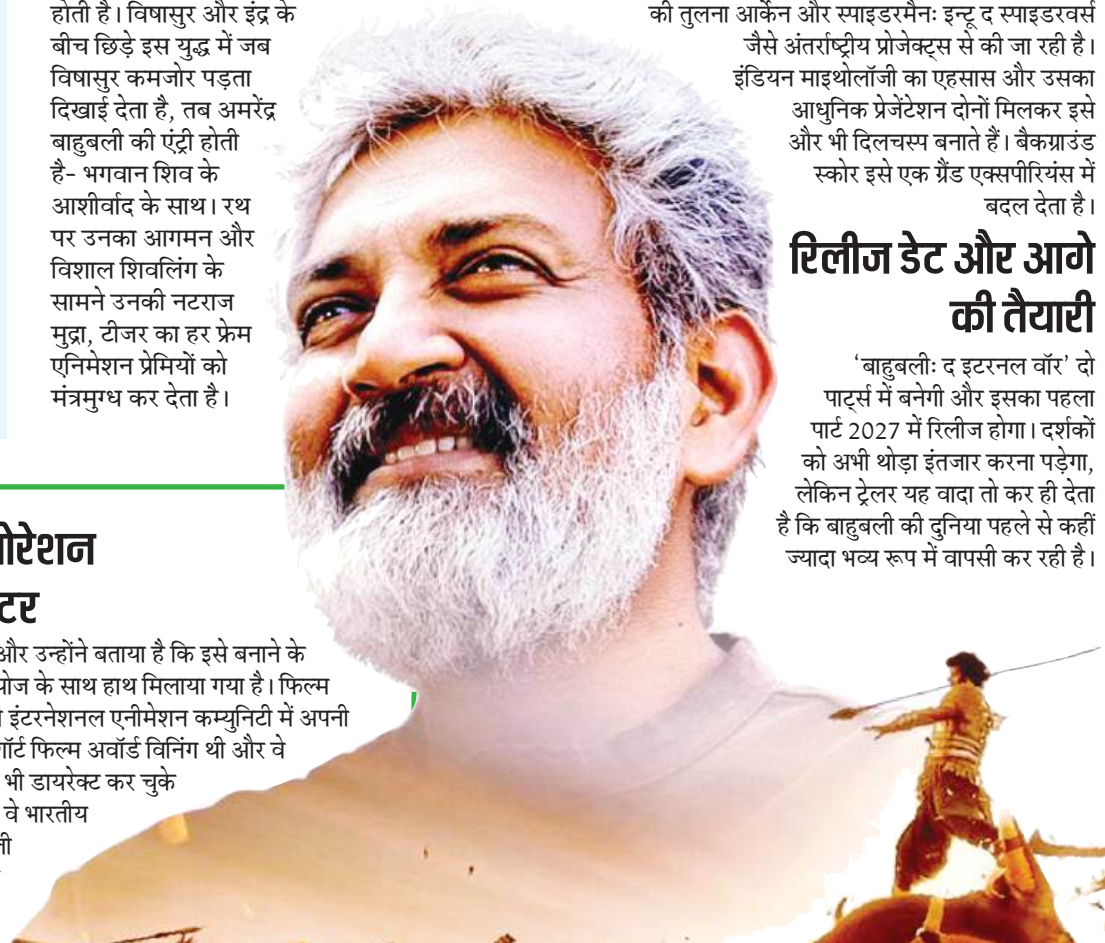 होती है। विषासुर और इंद्र के
बीच छिड़े इस युद्ध में जब
विषासुर कमजोर पड़ता
दिखाई देता है, तब अमरेंद्र
बाहुबली की एंट्री होती
है- भगवान शिव के
आशीर्वाद के साथ। रथ
पर उनका आगमन और
विशाल शिवलिंग के
सामने उनकी नटराज
मुद्रा, टीजर का हर फ्रेम
एनिमेशन प्रेमियों को
मंत्रमुग्ध कर देता है।
की तुलना आर्केन और स्पाइडरमैनः इन्टू द स्पाइडरवर्स
जैसे अंतर्राष्ट्रीय प्रोजेक्ट्स से की जा रही है।
इंडियन माइथोलॉजी का एहसास और उसका
आधुनिक प्रेजेंटेशन दोनों मिलकर इसे
और भी दिलचस्प बनाते हैं। बैकग्राउंड
स्कोर इसे एक ग्रैंड एक्सपीरियंस में
बदल देता है।
रिलीज डेट और आगे
की तैयारी
‘बाहुबलीः द इटरनल वॉर’ दो
पार्ट्स में बनेगी और इसका पहला
पार्ट 2027 में रिलीज होगा। दर्शकों
को अभी थोड़ा इंतजार करना पड़ेगा,
लेकिन ट्रेलर यह वादा तो कर ही देता
है कि बाहुबली की दुनिया पहले से कहीं
ज्यादा भव्य रूप में वापसी कर रही है।
और उन्होंने बताया है कि इसे बनाने के
के साथ हाथ मिलाया गया है। फिल्म
इंटरनेशनल एनीमेशन कम्युनिटी में अपनी
फिल्म अवॉर्ड विनिंग थी और वे
भी डायरेक्ट कर चुके
वे भारतीय